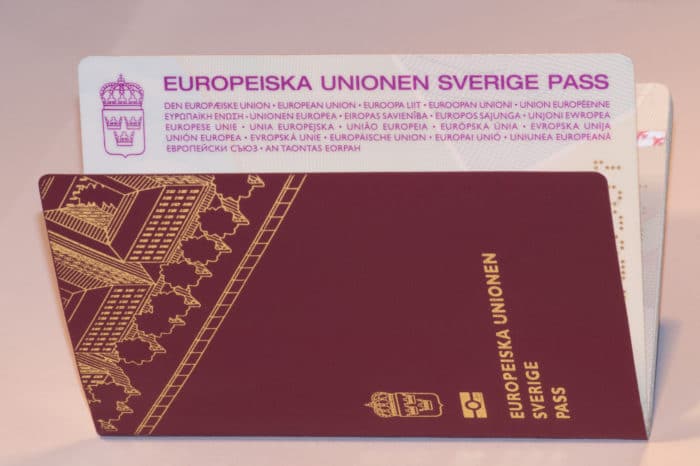 EUROPEISKA UNIONEN SVERIGE PASS
DEN EUROPÆISKE UNION • EUROPEAN UNION • EUROOPA LIIT • EUROOPAN UNIONI • UNION EUROPÉENNE
ΕΥΡΩΠΑΪΚΗ ΕΝΩΣΗ • UNIONEN EUROPEA • EIROPAS SAVIENĪBA • EUROPOS SĄJUNGA • UNJONI EWROPEA
EUROPESE UNIE • UNIA EUROPEJSKA • UNIÃO EUROPEIA • EURÓPSKA ÚNIA • EVROPSKA UNIJA
UNIÓN EUROPEA • EVROPSKÁ UNIE • EUROPÄISCHE UNION • EURÓPAI UNIÓ • UNIUNEA EUROPEANĂ
ЕВРОПЕЙСКИ СЪЮЗ • AN TAONTAS EORPAH
EUROPEISKA UNIONEN
SVERIGE
PASS